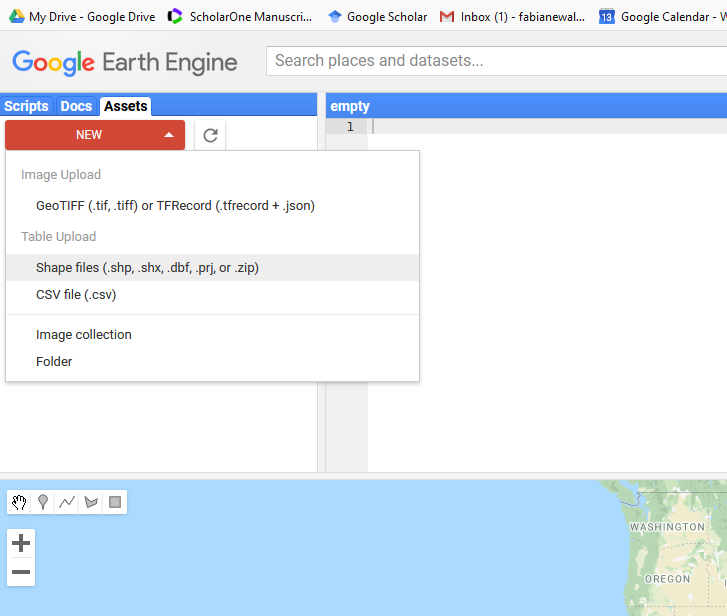 My Drive - Google Drive ScholarOne Manuscri... Google Scholar Inbox (1) - fabianewal... 13 Google Calendar - W
Google Earth Engine Search places and datasets...
Scripts Docs Assets empty
NEW 1
Image Upload
GeoTIFF (.tif, .tiff) or TFRecord (.tfrecord + .json)
Table Upload
Shape files (.shp, .shx, .dbf, .prj, or .zip)
CSV file (.csv)
Image collection
Folder
WASHINGTON
OREGON